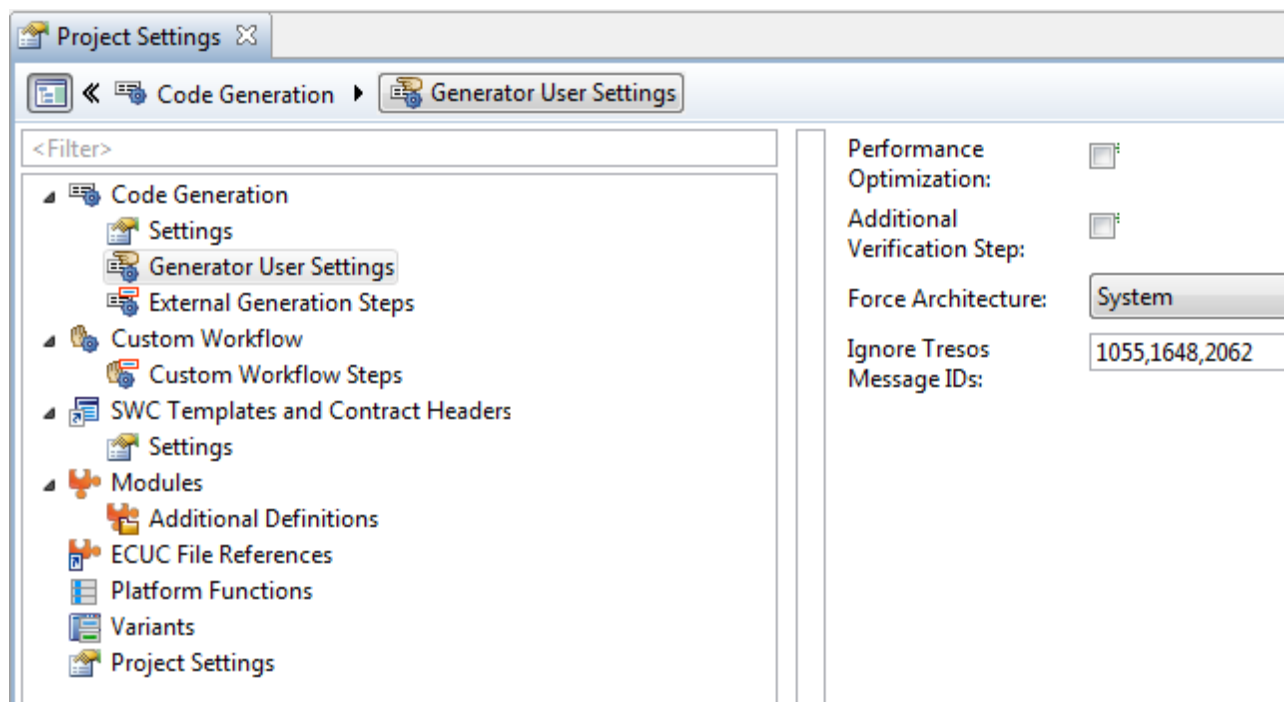 Project Settings
Code Generation
Generator User Settings
<Filter>
Code Generation
Settings
Generator User Settings
External Generation Steps
Custom Workflow
Custom Workflow Steps
SWC Templates and Contract Headers
Settings
Modules
Additional Definitions
ECUC File References
Platform Functions
Variants
Project Settings
Performance
Optimization:
Additional
Verification Step:
Force Architecture:
System
Ignore Tresos
Message IDs:
1055,1648,2062